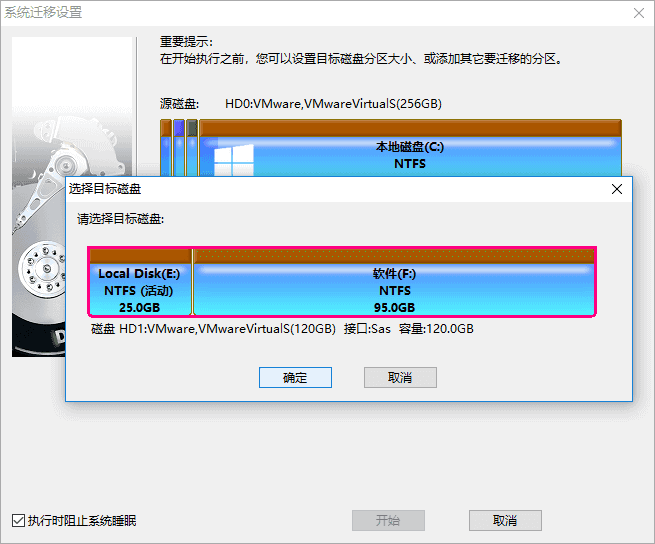 系统迁移设置
重要提示:
在开始执行之前，您可以设置目标磁盘分区大小、或添加其它要迁移的分区。
源磁盘: HD0:VMware,VMwareVirtualS(256GB)
本地磁盘(C:)
NTFS
选择目标磁盘
请选择目标磁盘:
Local Disk(E:)
NTFS (活动)
25.0GB
软件(F:)
NTFS
95.0GB
磁盘 HD1:VMware,VMwareVirtualS(120GB) 接口:Sas 容量:120.0GB
确定
取消
执行时阻止系统睡眠
开始
取消